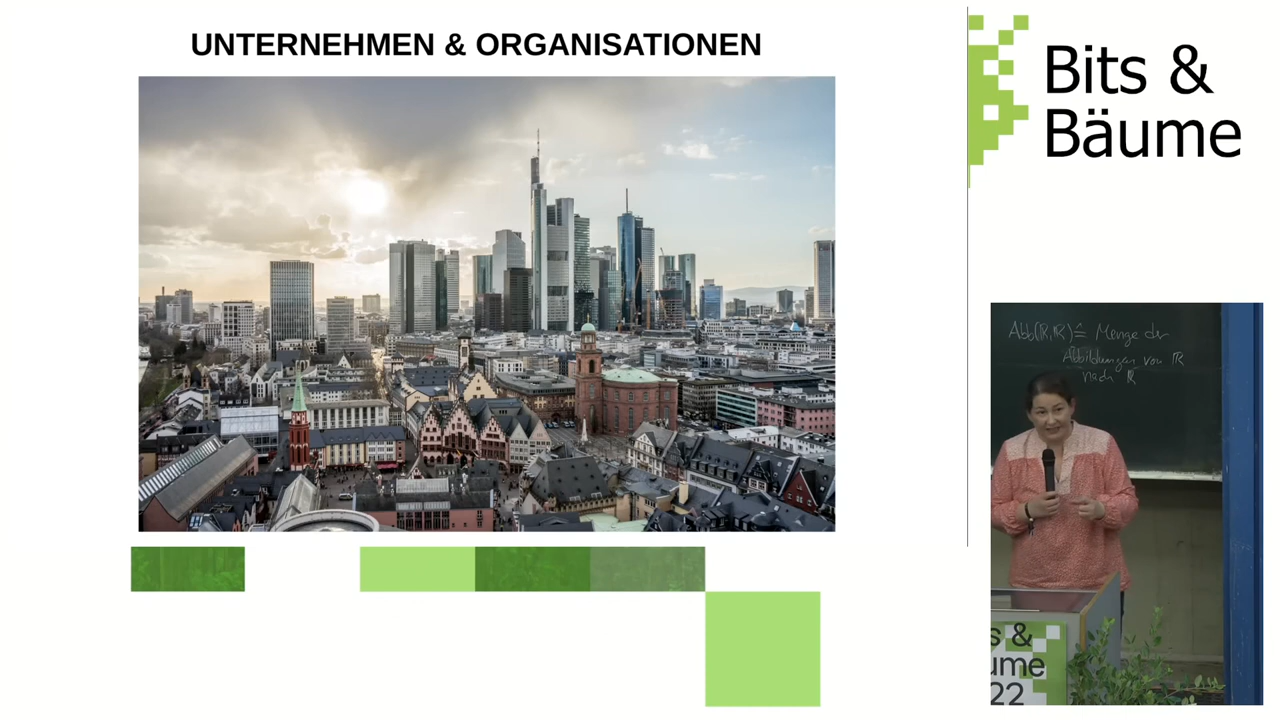 UNTERNEHMEN & ORGANISATIONEN
Bits &
Bäume
Abb(ℝ,ℝ) ≙ Menge der
Abbildungen von ℝ
nach ℝ
s &
ume
22